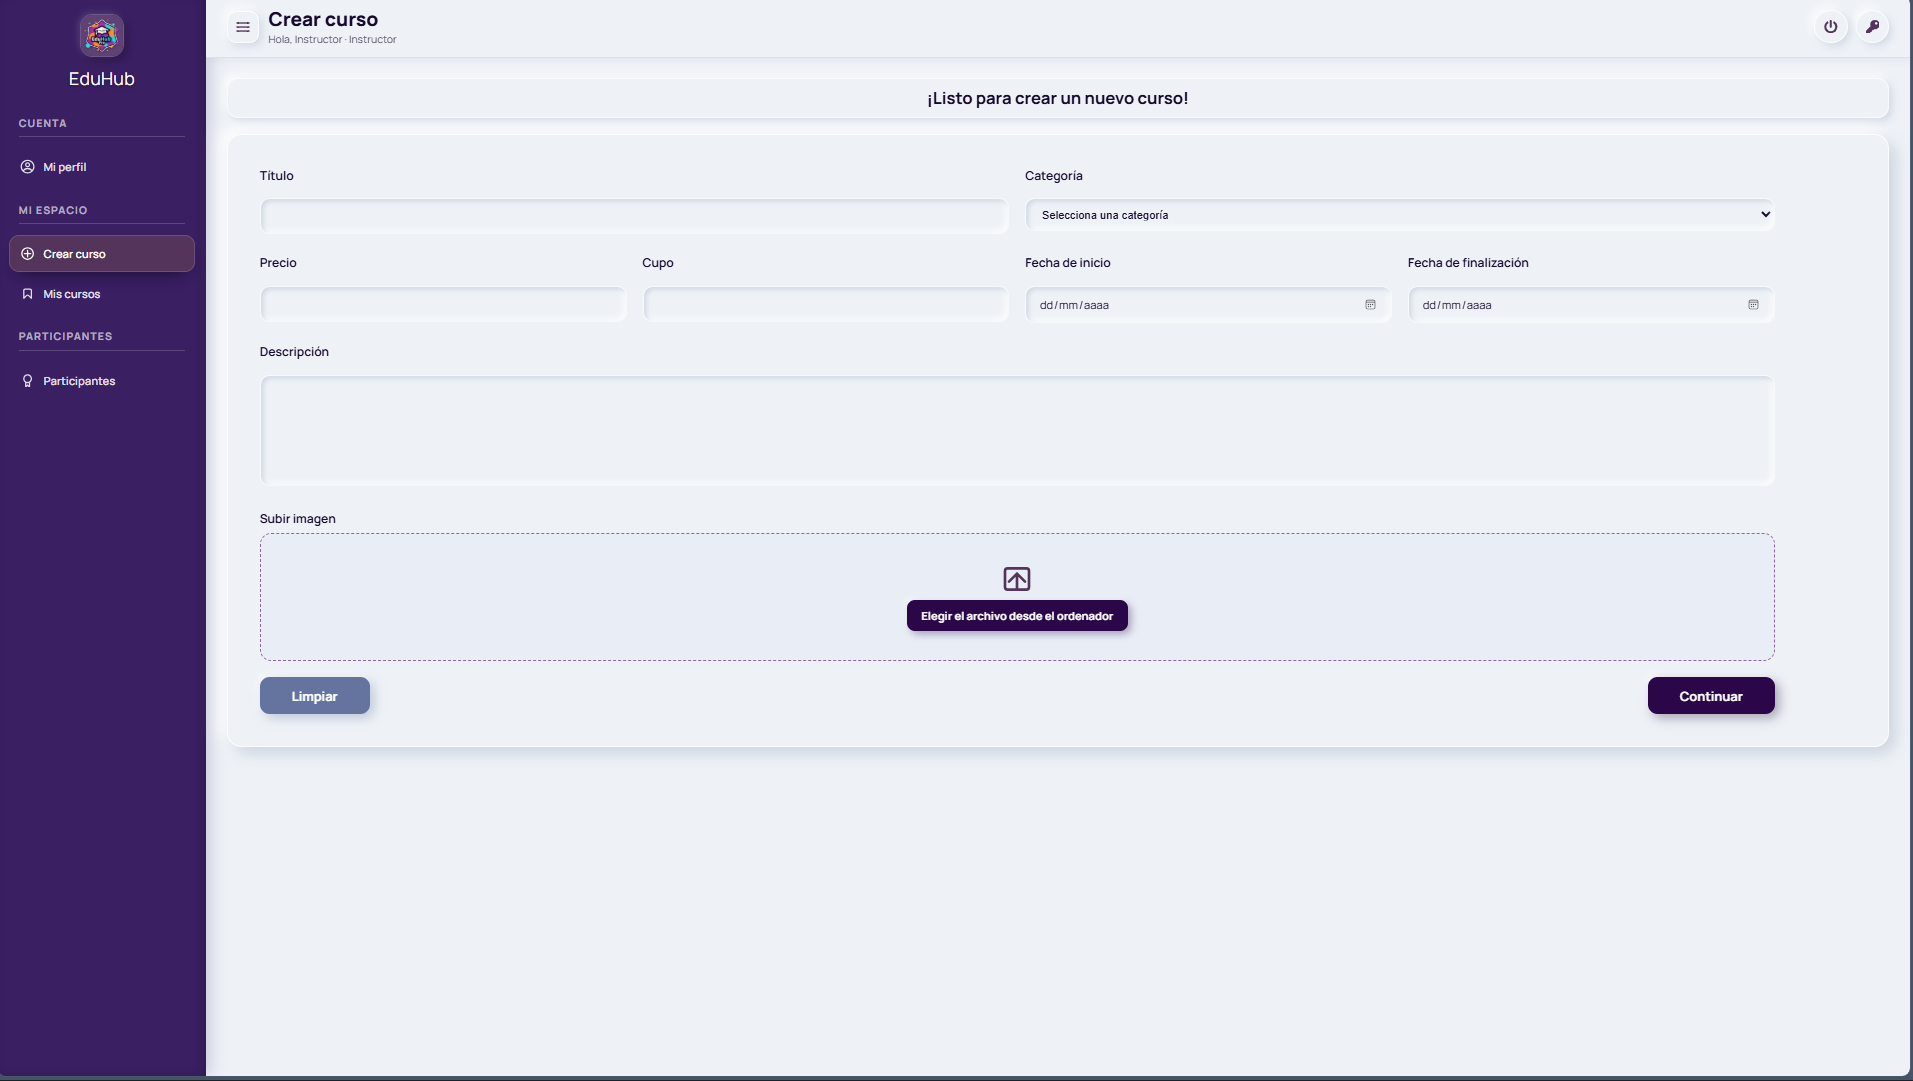 EduHub
CUENTA
Mi perfil
MI ESPACIO
Crear curso
Mis cursos
PARTICIPANTES
Participantes
Crear curso
Hola, Instructor · Instructor
¡Listo para crear un nuevo curso!
Título
Categoría
Selecciona una categoría
Precio
Cupo
Fecha de inicio
Fecha de finalización
dd/mm/aaaa
dd/mm/aaaa
Descripción
Subir imagen
Elegir el archivo desde el ordenador
Limpiar
Continuar